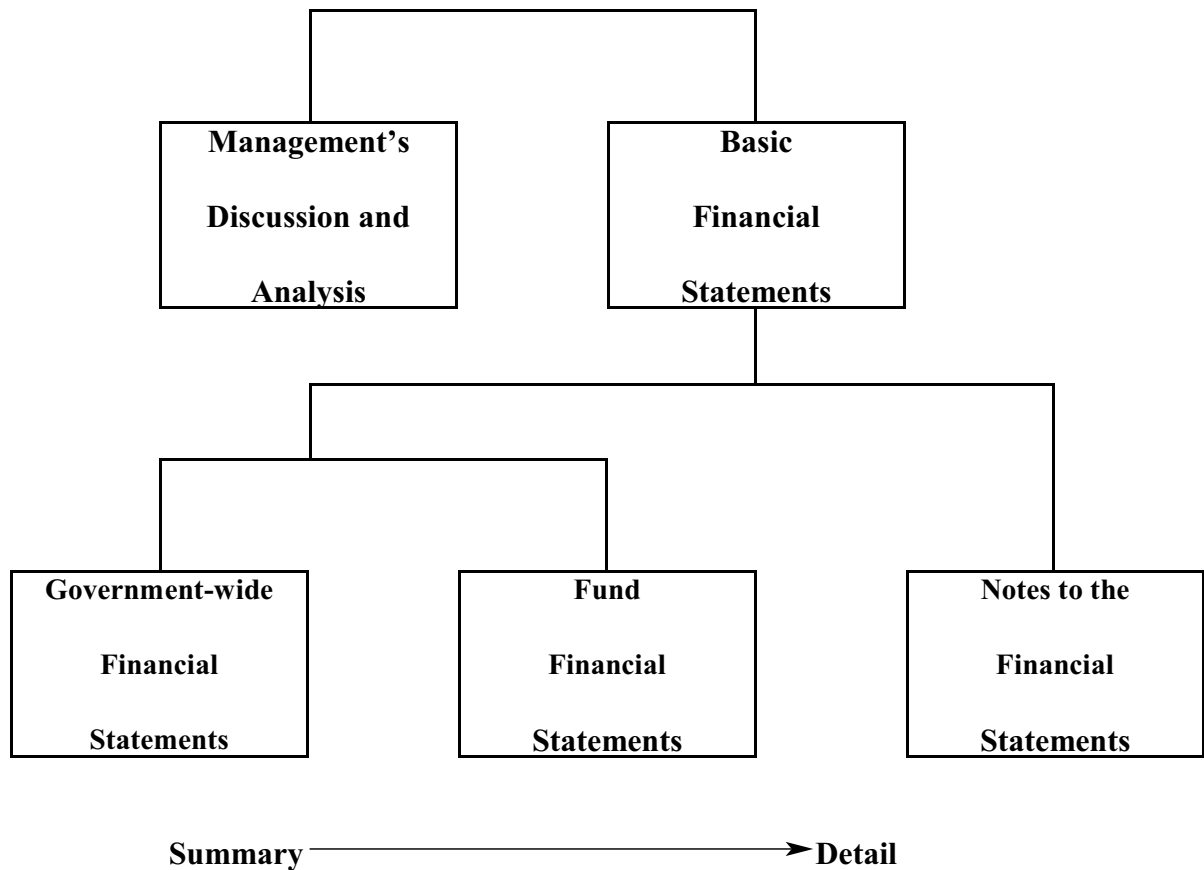 Management’s
Discussion and
Analysis
Basic
Financial
Statements
Government-wide
Financial
Statements
Fund
Financial
Statements
Notes to the
Financial
Statements
Summary
Detail